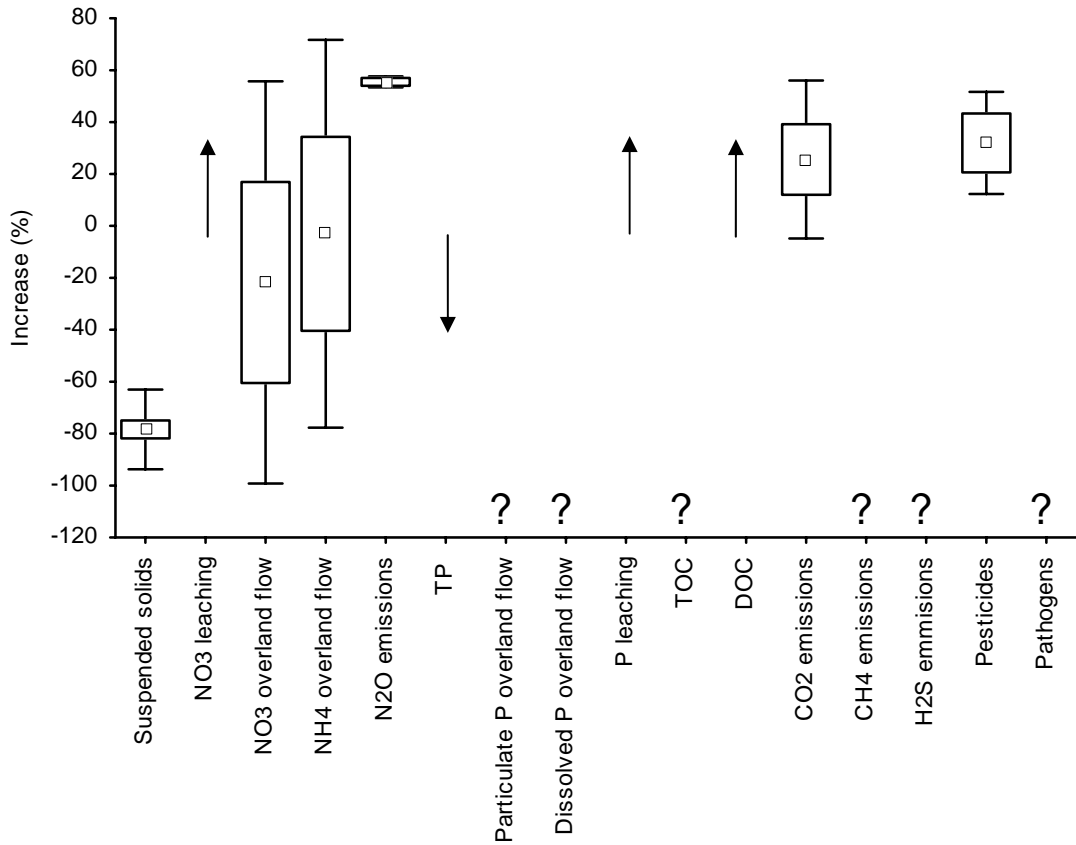 80
60
40
20
0
-20
-40
-60
-80
-100
-120
Increase (%)
? ? ? ? ? ?
Suspended solids
NO3 leaching
NO3 overland flow
NH4 overland flow
N2O emissions
TP
Particulate P overland flow
Dissolved P overland flow
P leaching
TOC
DOC
CO2 emissions
CH4 emissions
H2S emmisions
Pesticides
Pathogens